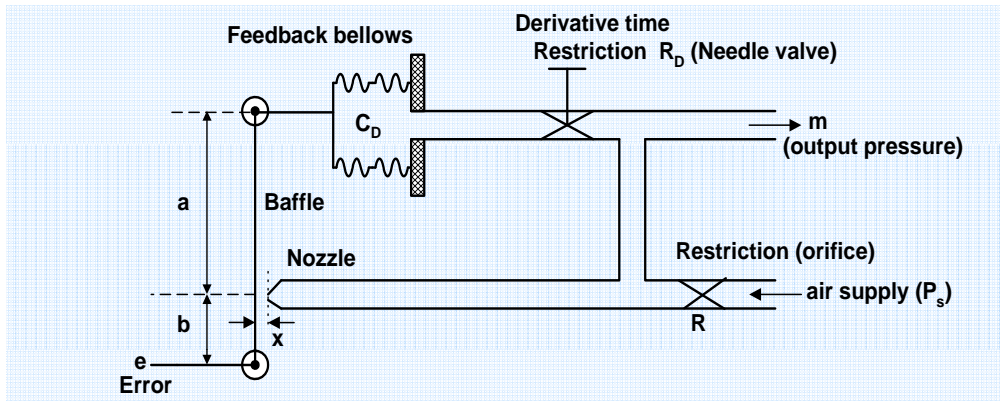 Derivative time
Feedback bellows
Restriction R_D (Needle valve)
C_D
m
(output pressure)
a
Baffle
Nozzle
Restriction (orifice)
air supply (P_s)
b
x
R
e
Error